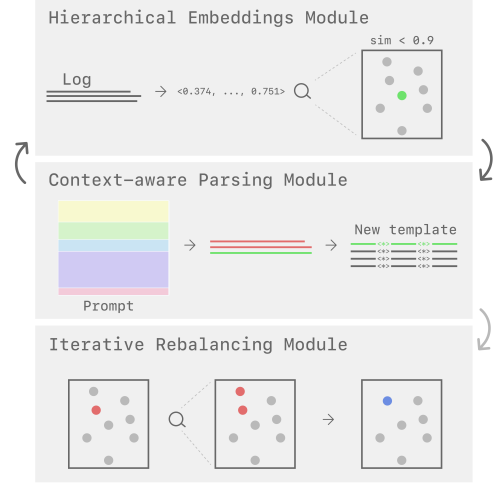 Hierarchical Embeddings Module
sim < 0.9
Log
<0.374, ..., 0.751>
Context-aware Parsing Module
New template
<*> <*>
<*> <*>
<*> <*>
<*> <*>
Prompt
Iterative Rebalancing Module